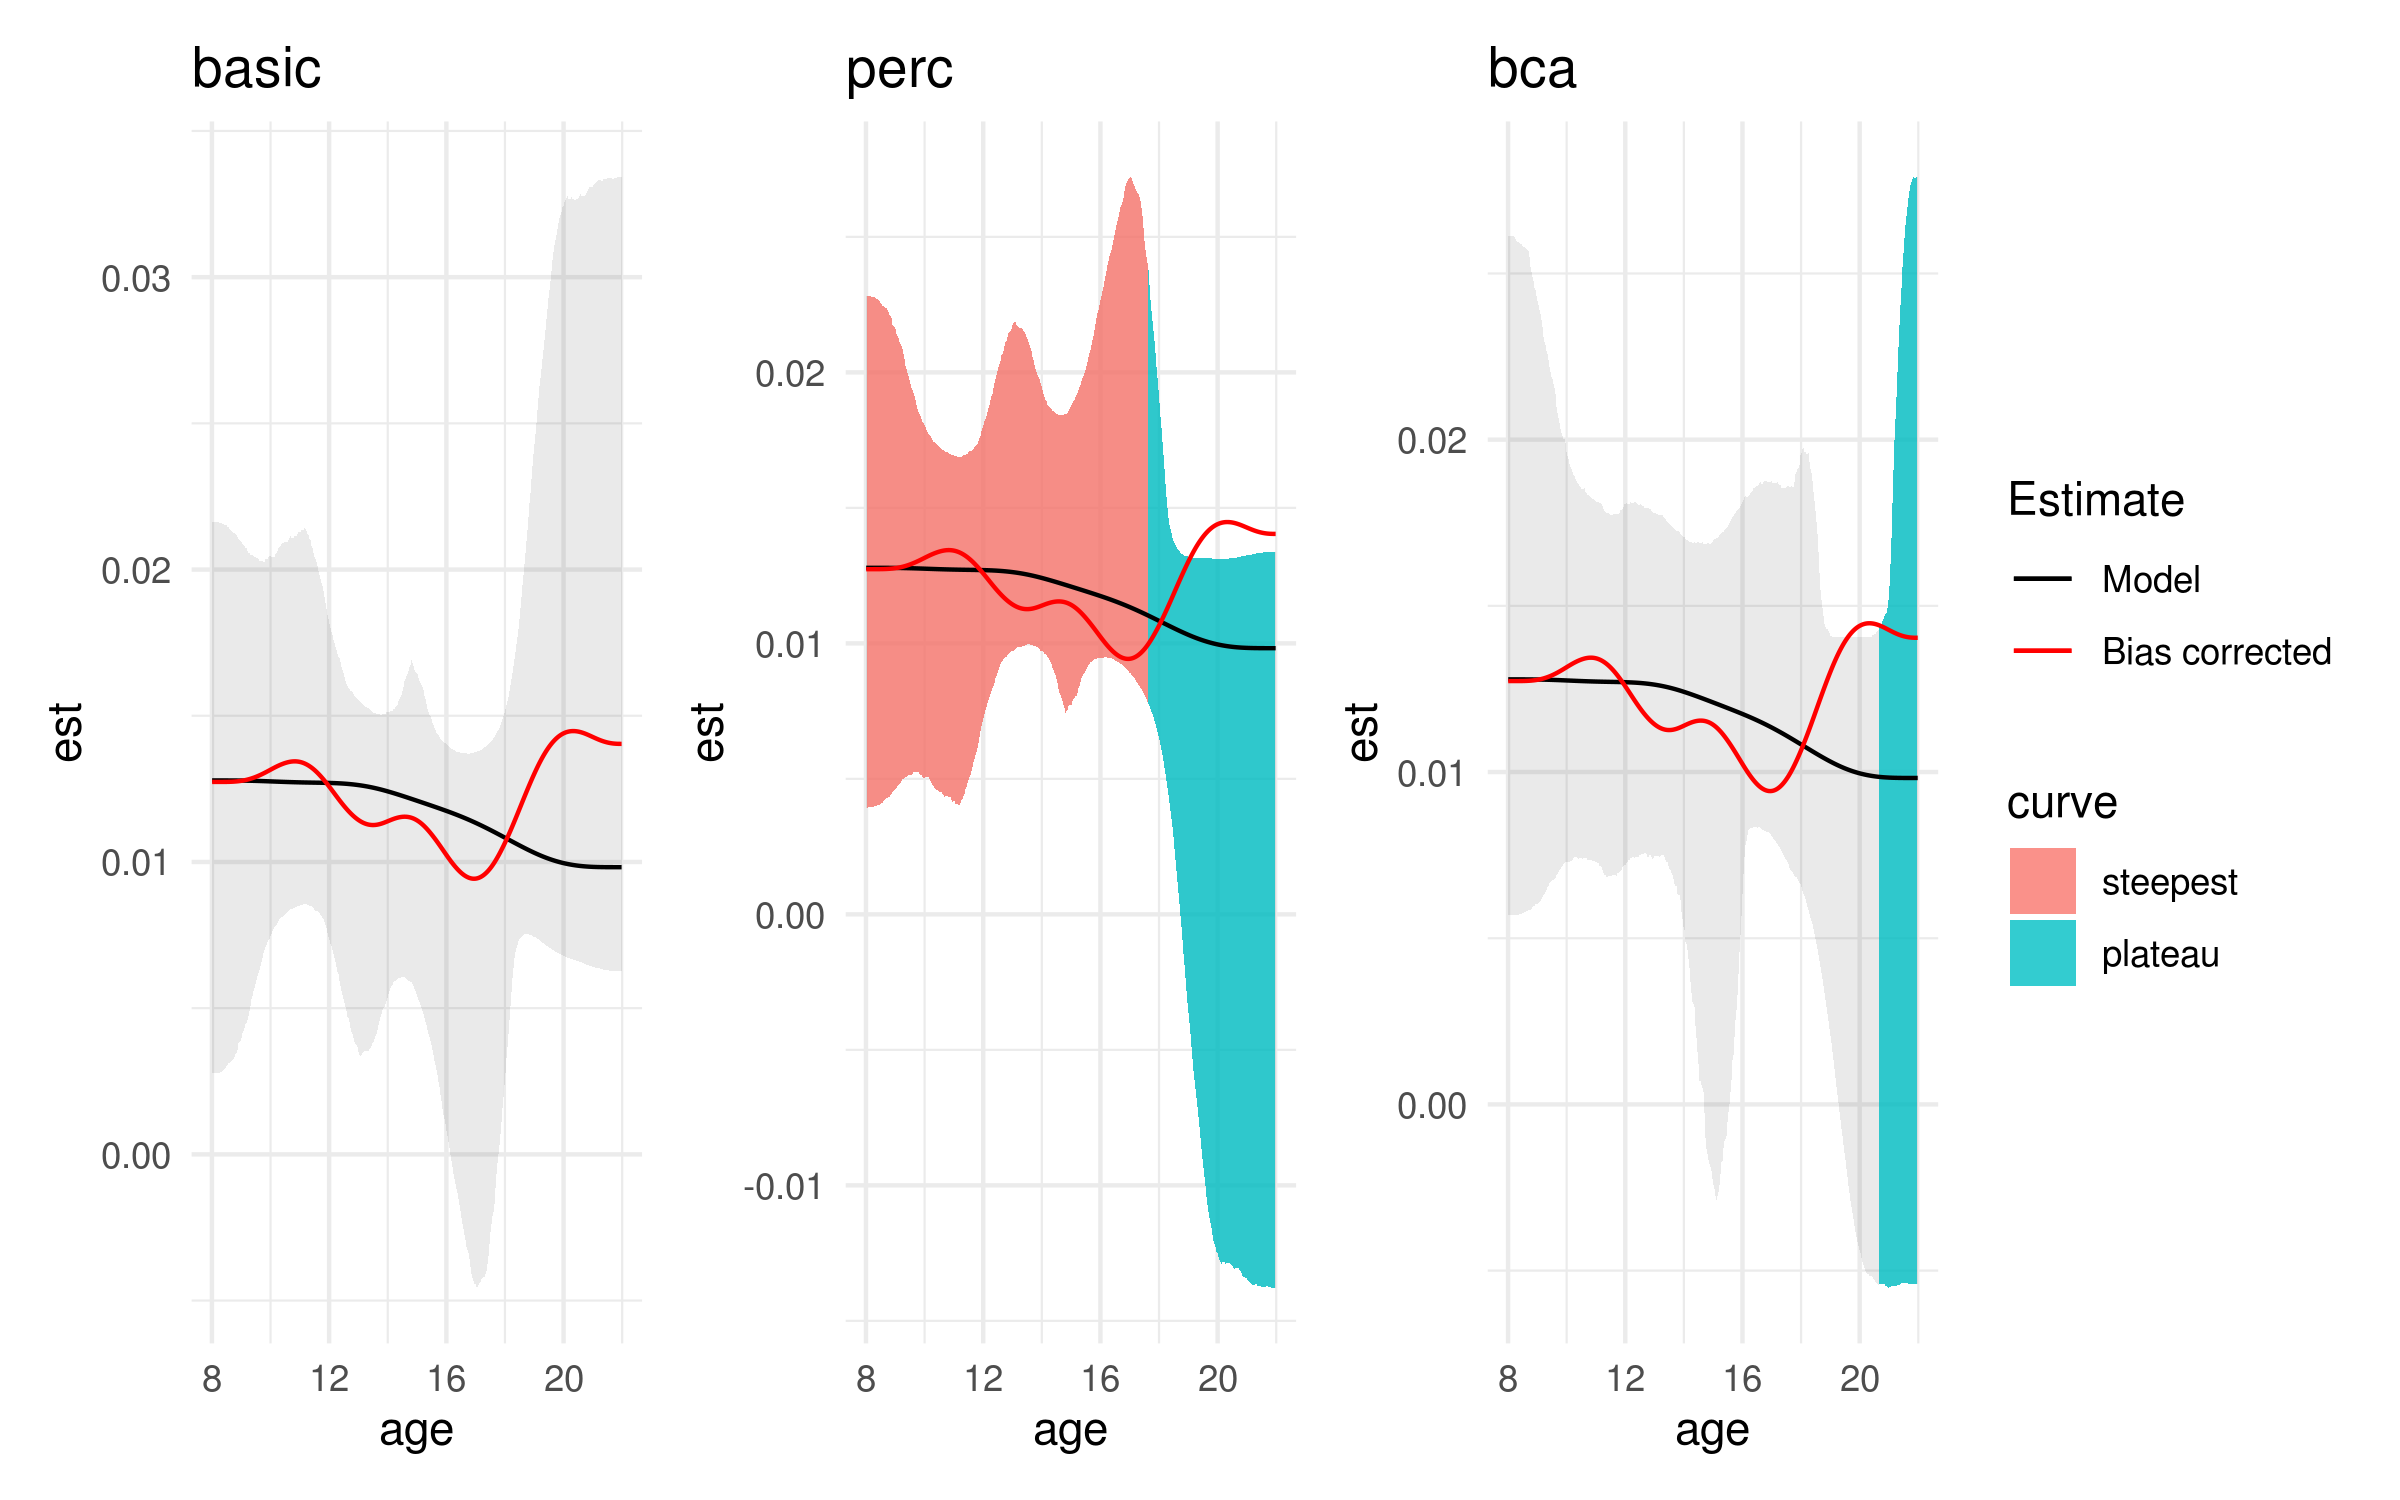 basic
perc
bca
0.03
0.02
0.01
0.00
est
8 12 16 20
age
0.02
0.01
0.00
-0.01
est
8 12 16 20
age
0.02
0.01
0.00
est
8 12 16 20
age
Estimate
Model
Bias corrected
curve
steepest
plateau